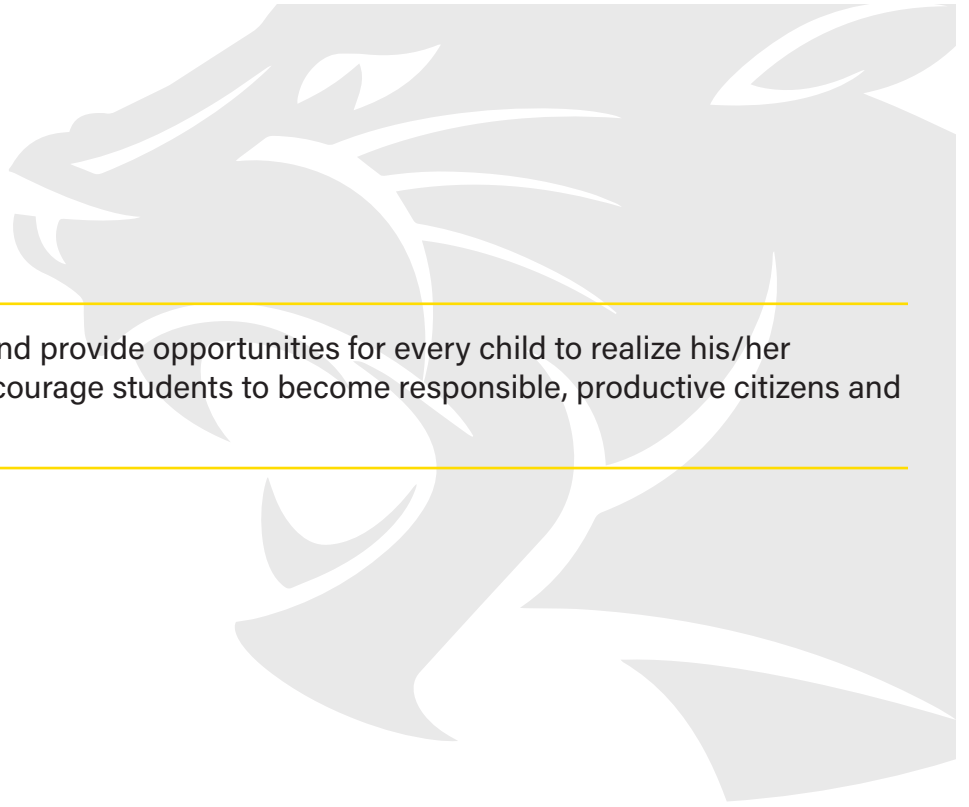 nd provide opportunities for every child to realize his/her
courage students to become responsible, productive citizens and